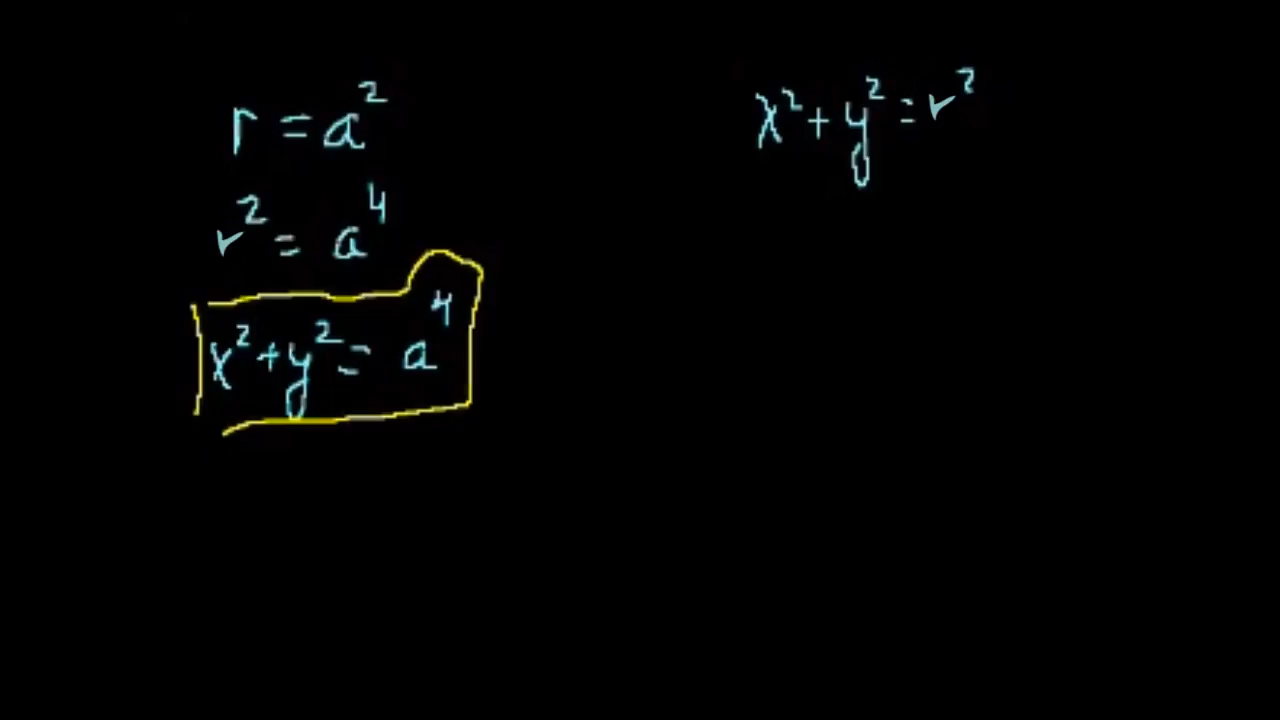 r = a²
r² = a⁴
x² + y² = a⁴
x² + y² = r²